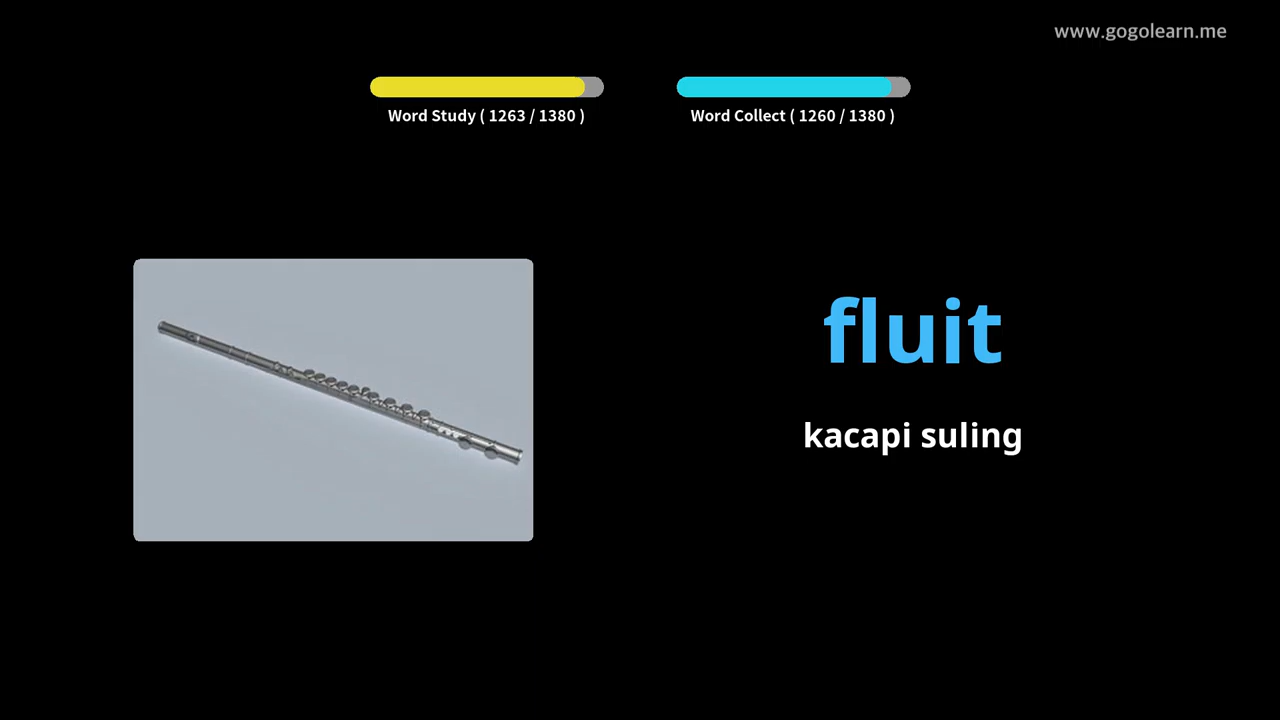 www.gogolearn.me
Word Study ( 1263 / 1380 )
Word Collect ( 1260 / 1380 )
fluit
kacapi suling